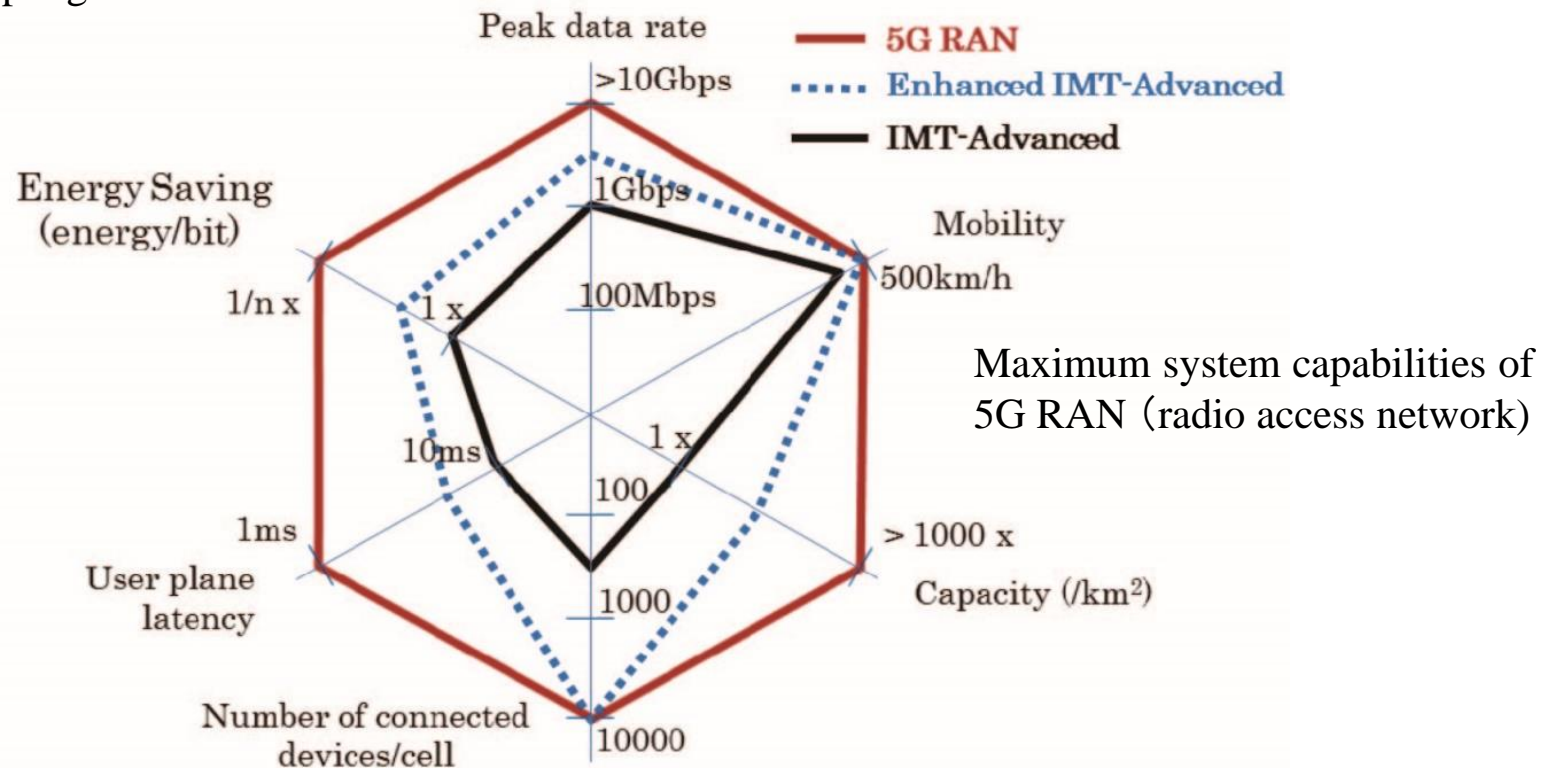 Peak data rate
5G RAN
Enhanced IMT-Advanced
IMT-Advanced
>10Gbps
1Gbps
100Mbps
Energy Saving
(energy/bit)
1/n x
1 x
Mobility
500km/h
Maximum system capabilities of
5G RAN（radio access network)
10ms
1 x
100
1ms
User plane
latency
> 1000 x
Capacity (/km²)
1000
Number of connected
devices/cell
10000